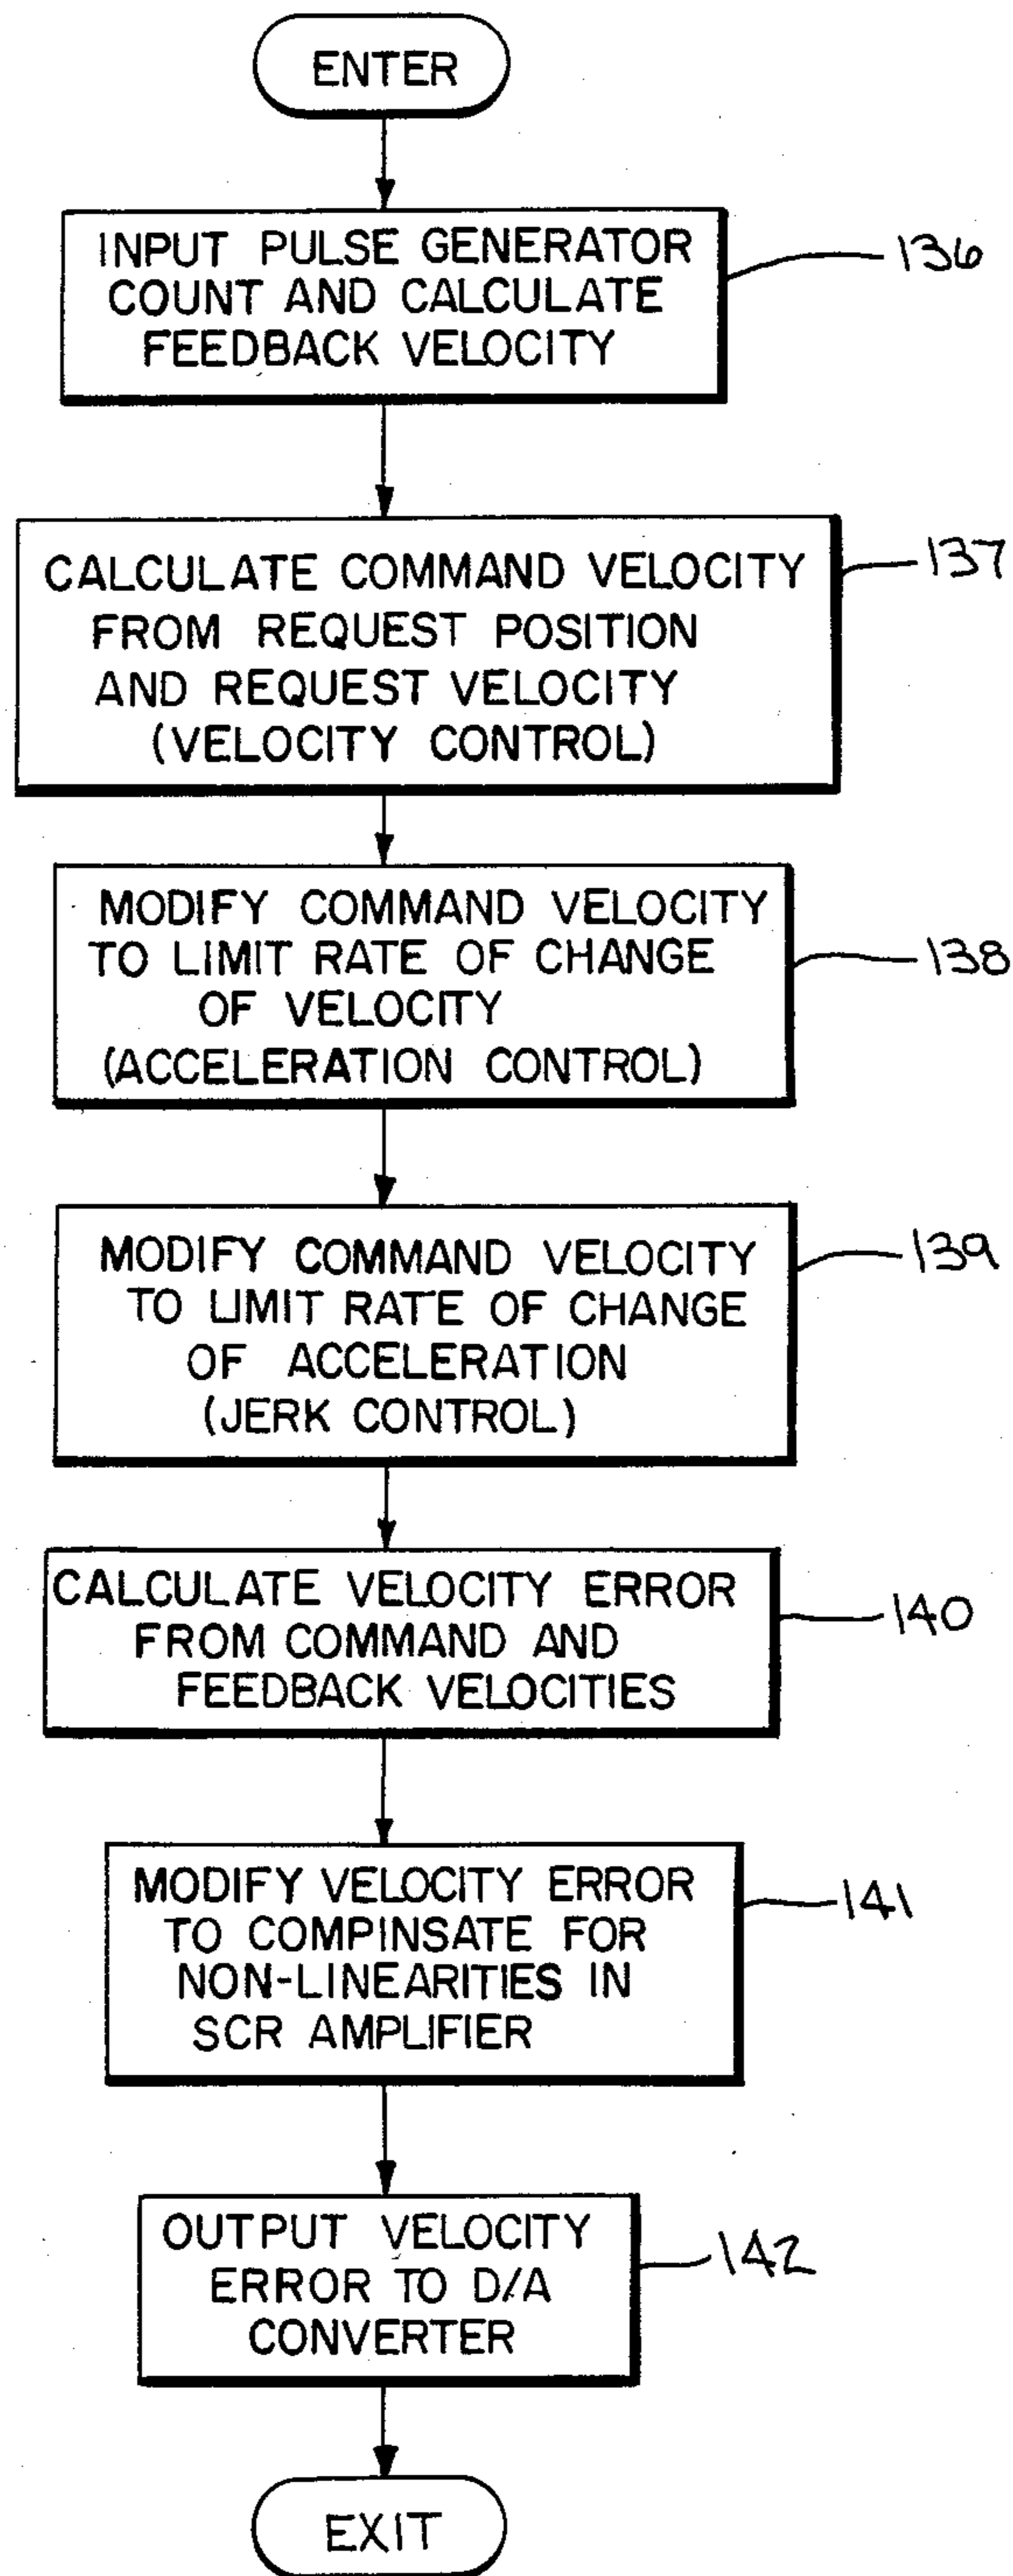 ENTER
INPUT PULSE GENERATOR
COUNT AND CALCULATE
FEEDBACK VELOCITY
136
CALCULATE COMMAND VELOCITY
FROM REQUEST POSITION
AND REQUEST VELOCITY
(VELOCITY CONTROL)
137
MODIFY COMMAND VELOCITY
TO LIMIT RATE OF CHANGE
OF VELOCITY
(ACCELERATION CONTROL)
138
MODIFY COMMAND VELOCITY
TO LIMIT RATE OF CHANGE
OF ACCELERATION
(JERK CONTROL)
139
CALCULATE VELOCITY ERROR
FROM COMMAND AND
FEEDBACK VELOCITIES
140
MODIFY VELOCITY ERROR
TO COMPINSATE FOR
NON-LINEARITIES IN
SCR AMPLIFIER
141
OUTPUT VELOCITY
ERROR TO D/A
CONVERTER
142
EXIT